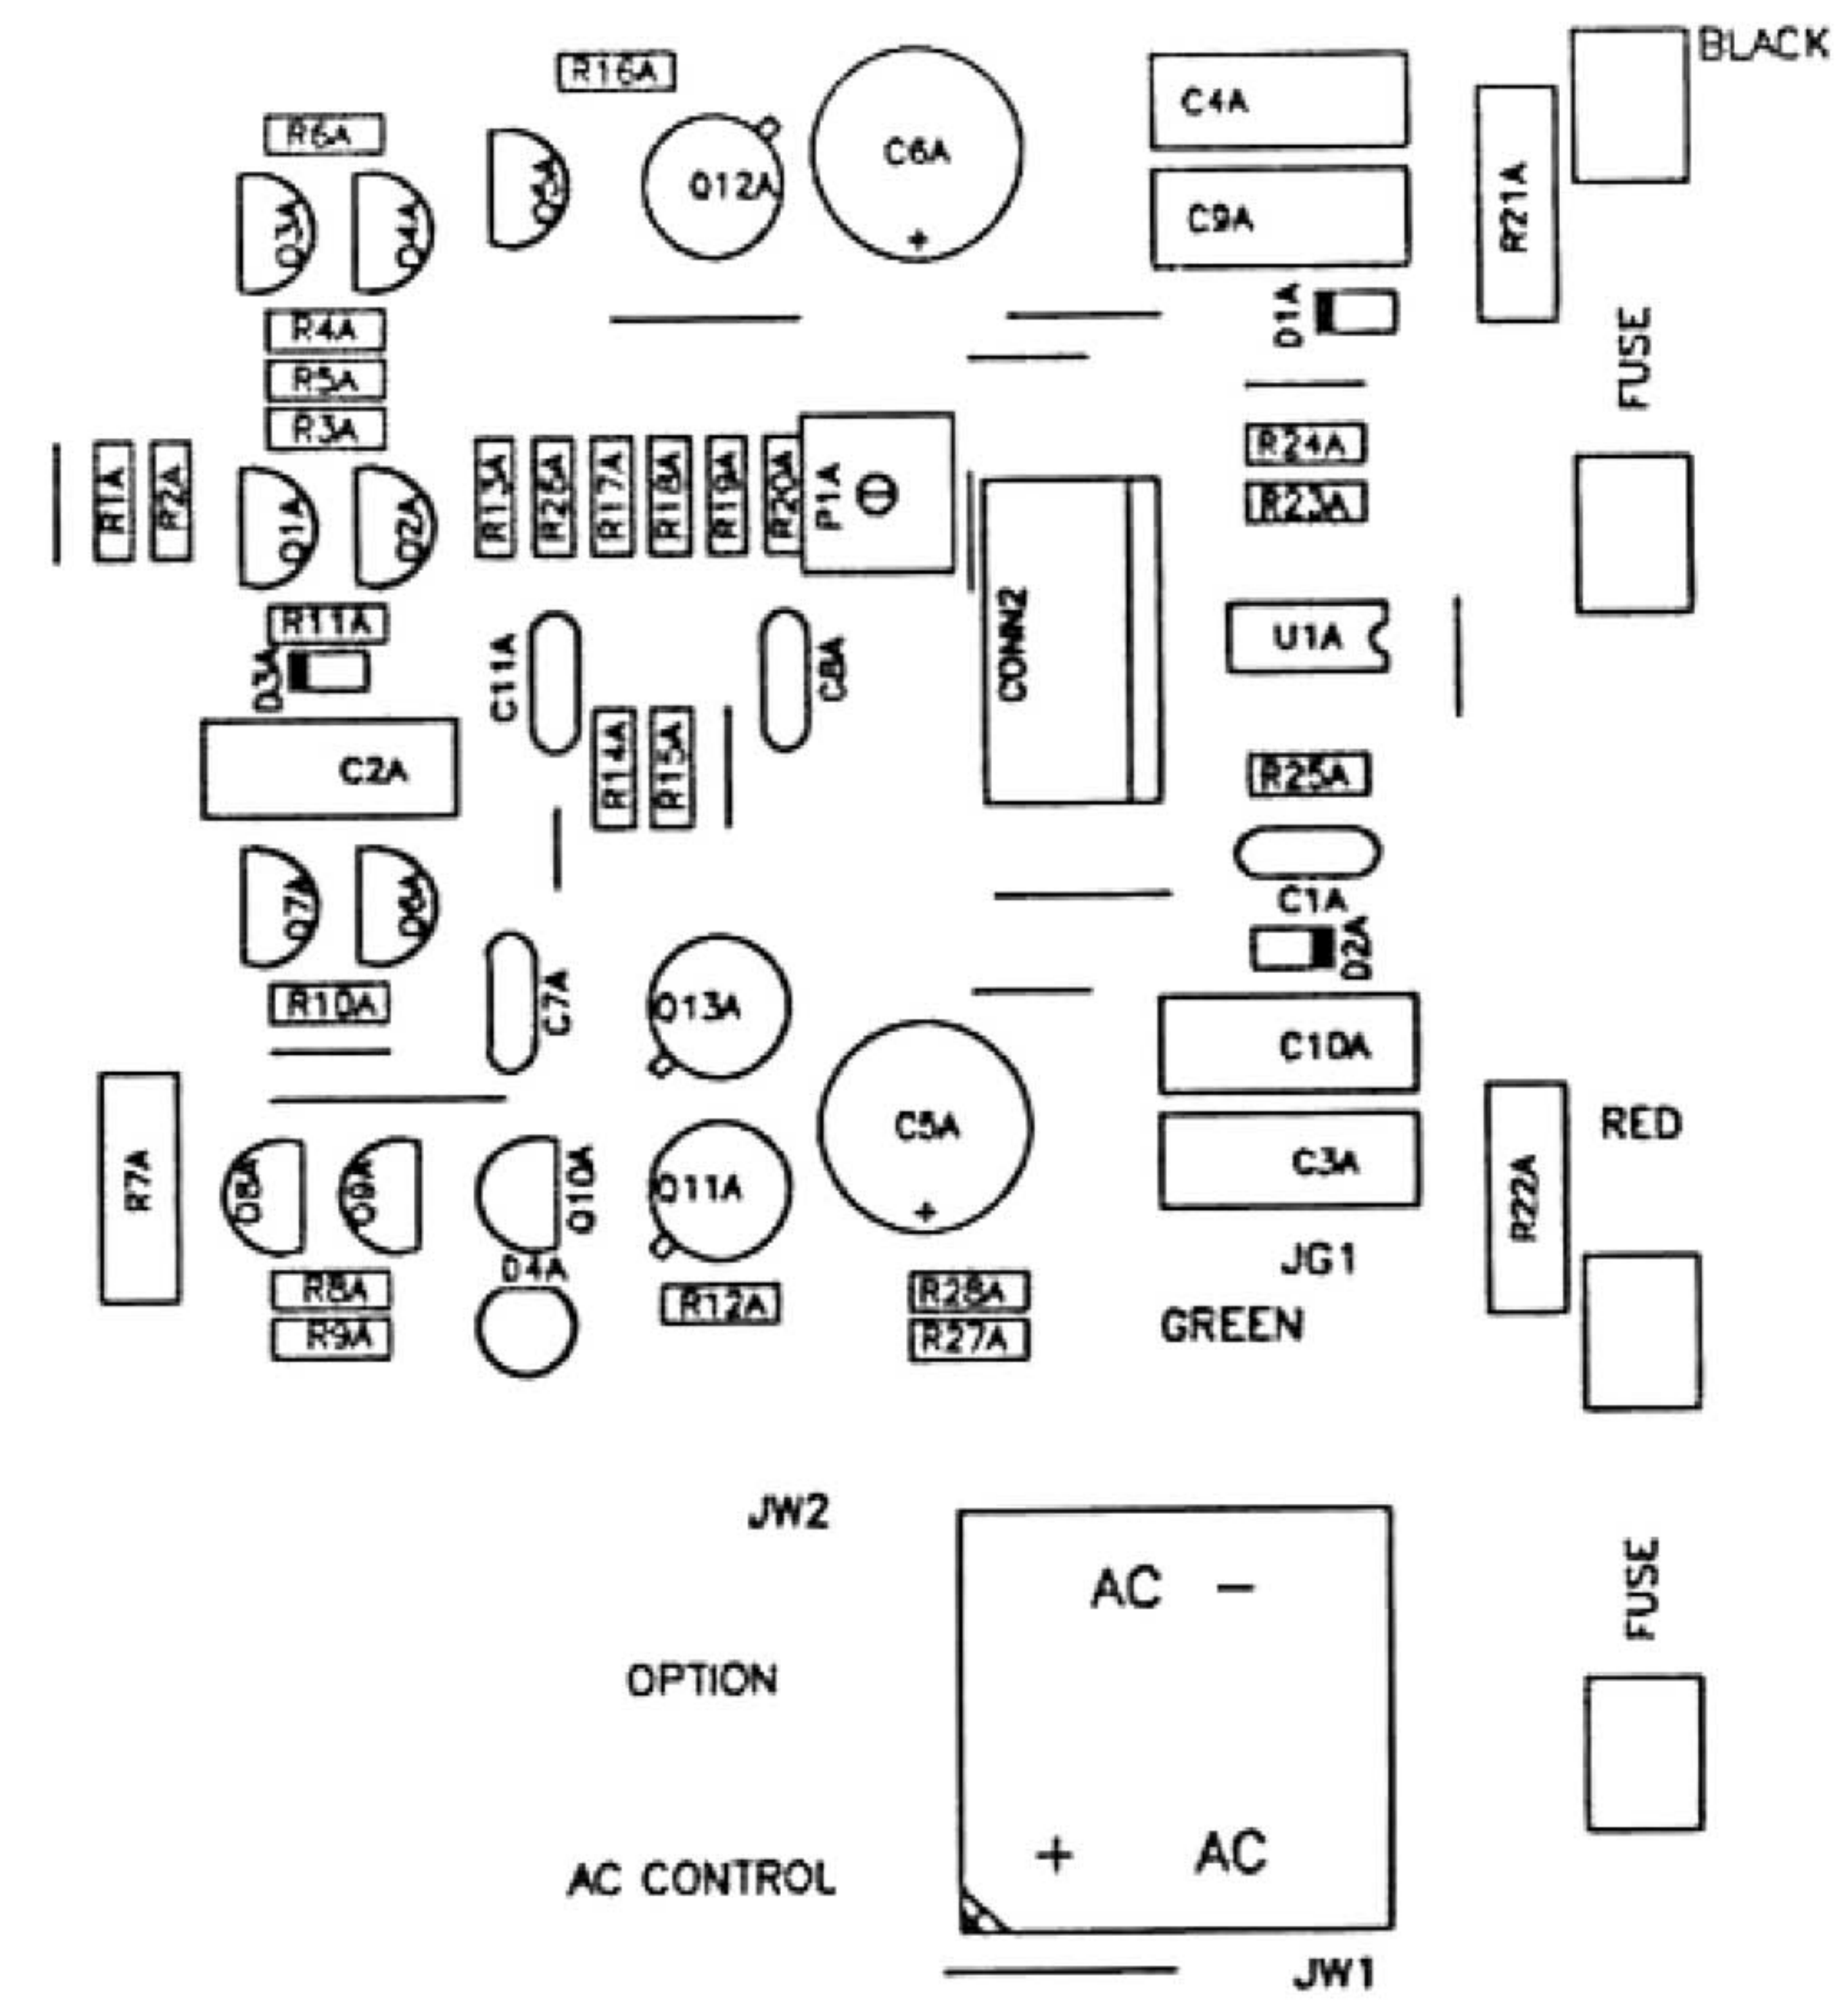 BLACK
R16A
C4A
R6A
C6A
Q5A
Q12A
R21A
C9A
Q3A
Q4A
D1A
R4A
FUSE
R5A
R3A
R24A
R1A
R2A
R13A
R26A
R17A
R18A
R19A
R20A
P1A
R23A
Q1A
Q2A
R11A
CONN2
U1A
D3A
C11A
C8A
C2A
R14A
R15A
R25A
C1A
Q7A
Q6A
D2A
R10A
C7A
Q13A
C10A
+
C5A
RED
R7A
Q8A
Q9A
Q10A
Q11A
C3A
R22A
+
D4A
JG1
R8A
R12A
R28A
GREEN
R9A
R27A
JW2
AC -
FUSE
OPTION
+ AC
AC CONTROL
JW1